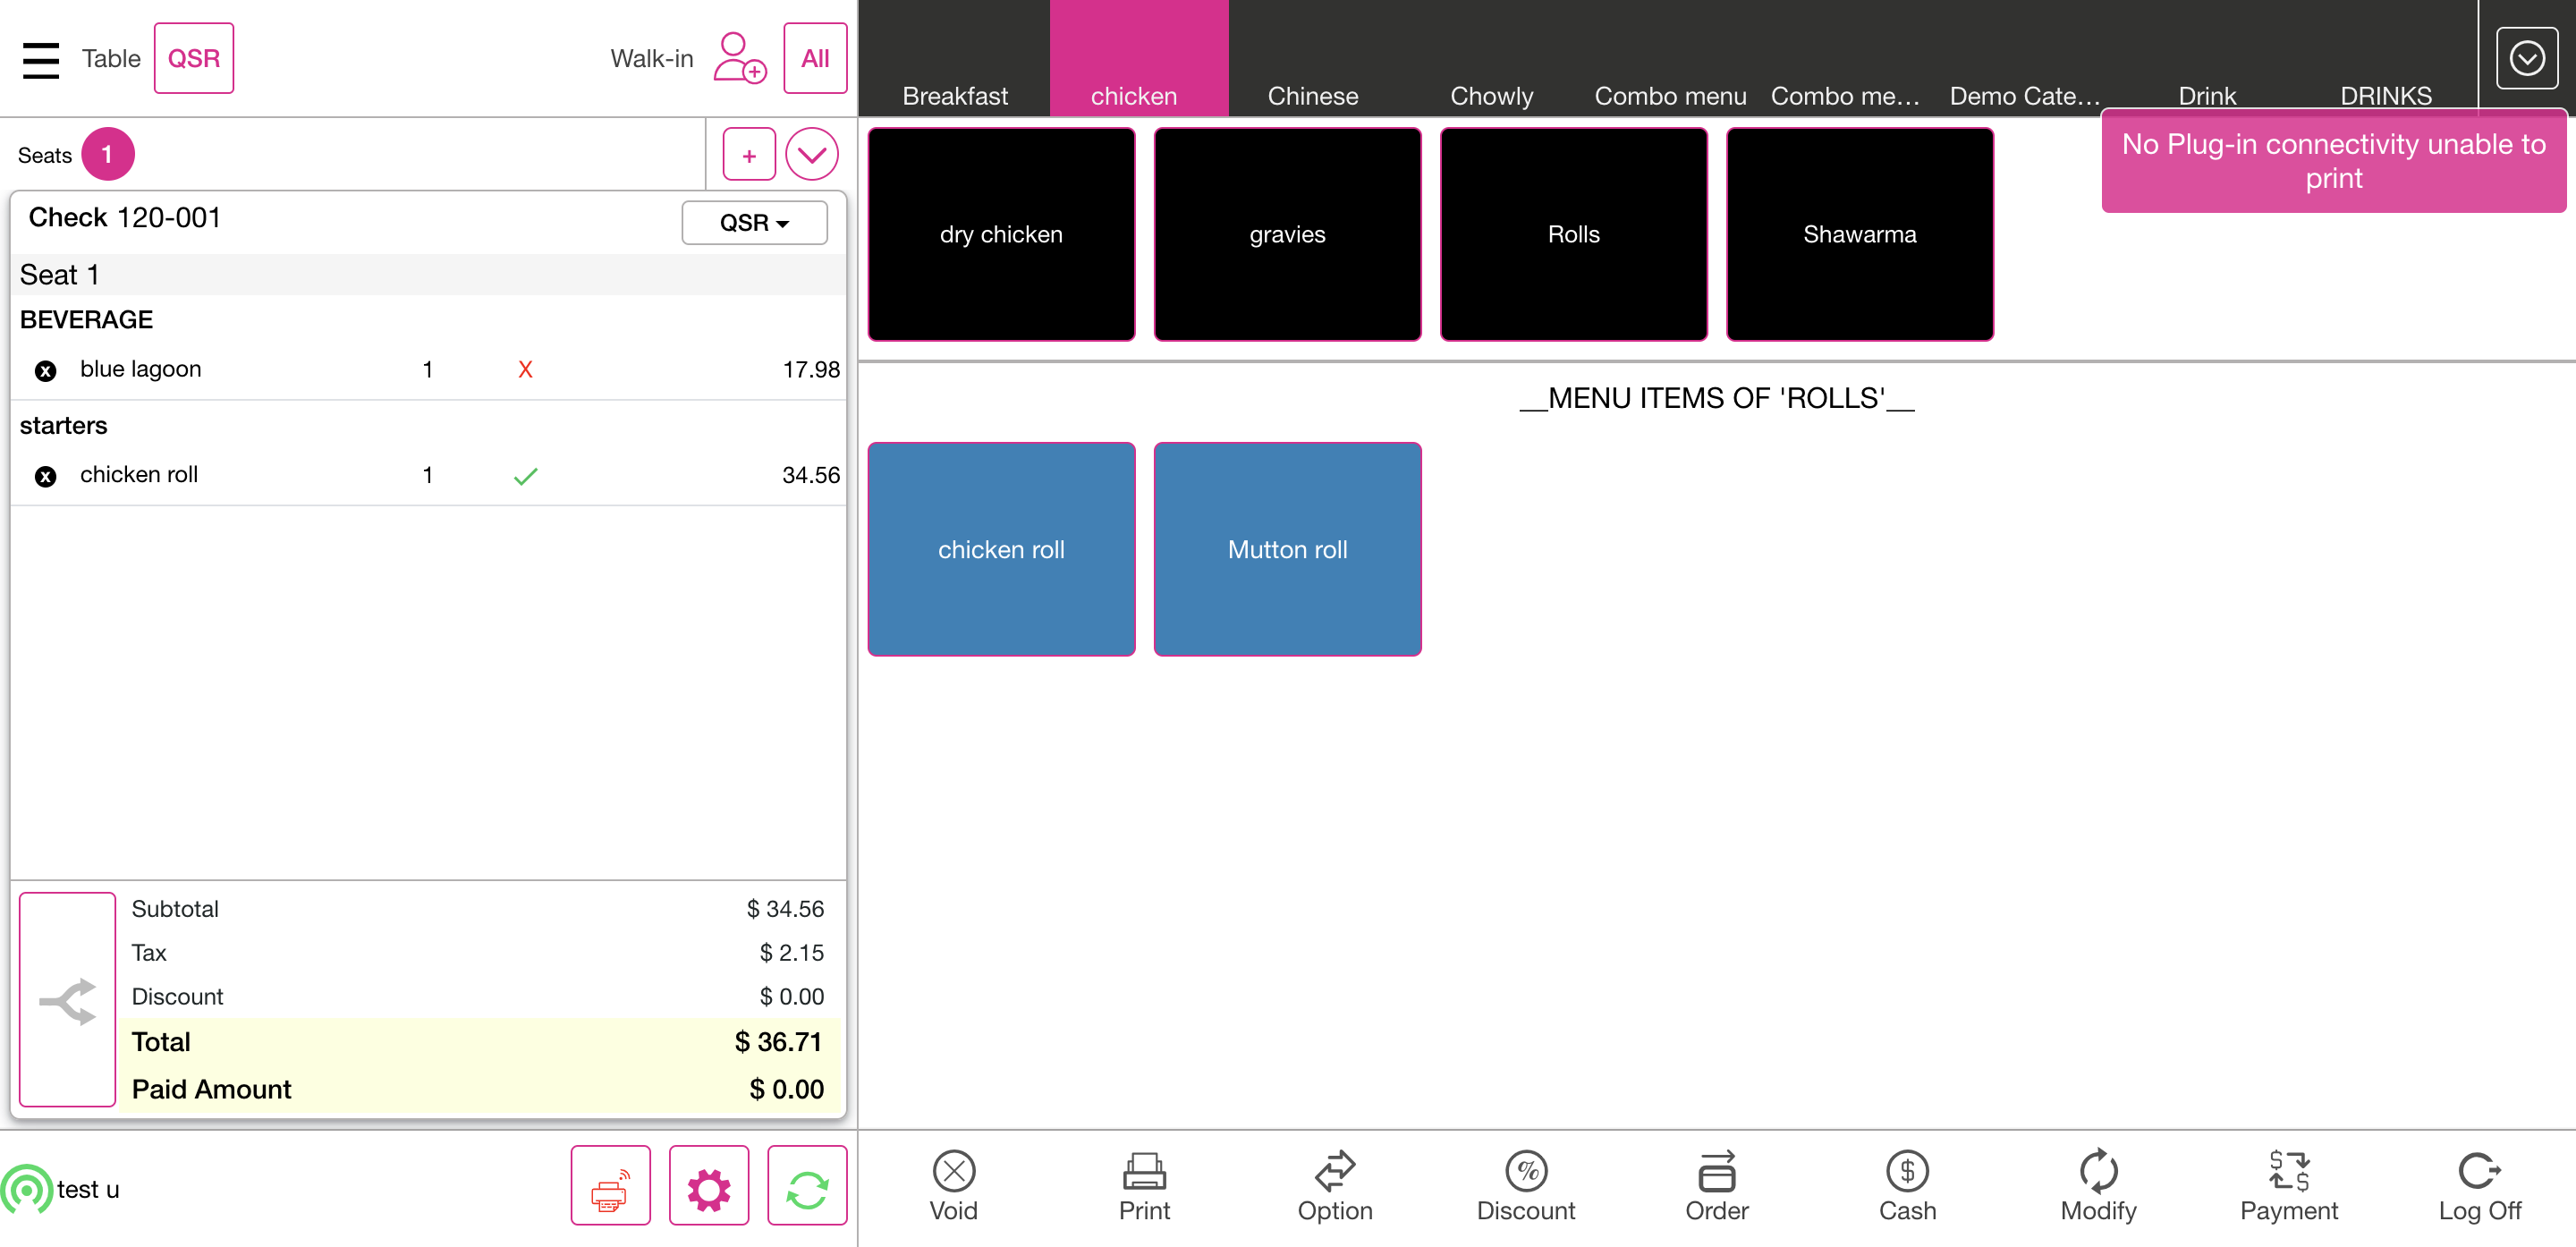 Table QSR Walk-in All
Seats 1 +
Check 120-001 QSR
Seat 1
BEVERAGE
x blue lagoon 1 X 17.98
starters
x chicken roll 1 34.56
Subtotal $ 34.56
Tax $ 2.15
Discount $ 0.00
Total $ 36.71
Paid Amount $ 0.00
test u
Breakfast chicken Chinese Chowly Combo menu Combo me... Demo Cate... Drink DRINKS
No Plug-in connectivity unable to
print
dry chicken gravies Rolls Shawarma
__MENU ITEMS OF 'ROLLS'__
chicken roll Mutton roll
Void Print Option Discount Order Cash Modify Payment Log Off